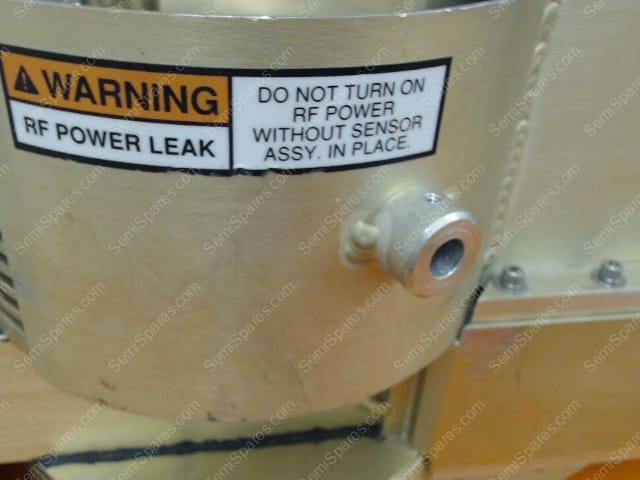 WARNING
RF POWER LEAK
DO NOT TURN ON
RF POWER
WITHOUT SENSOR
ASSY. IN PLACE.
SemiSpares.com